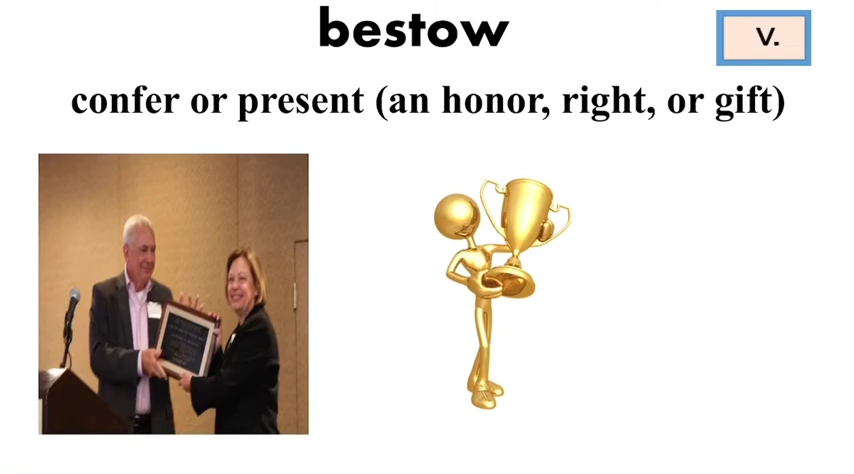 bestow
v.
confer or present (an honor, right, or gift)